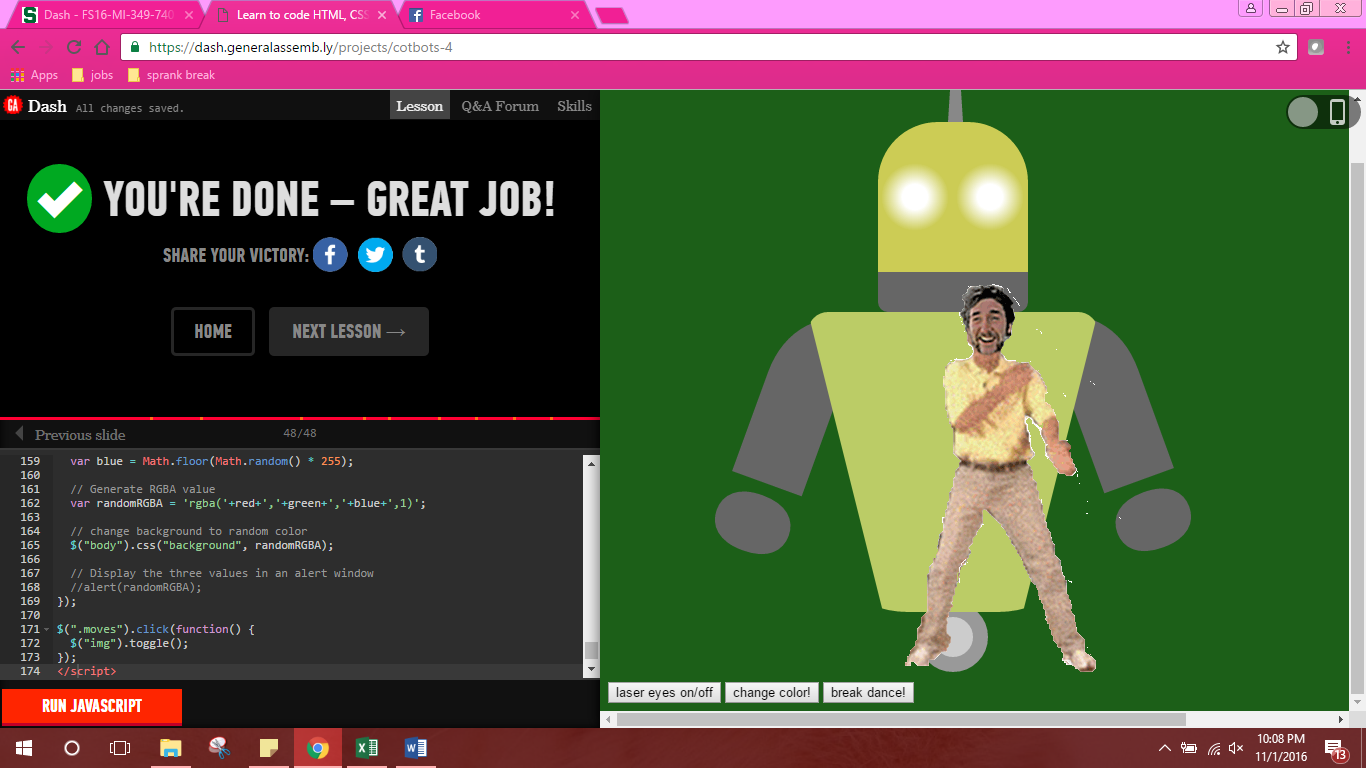 Dash - FS16-MI-349-740
Learn to code HTML, CSS
Facebook
https://dash.generalassemb.ly/projects/cotbots-4
Apps
jobs
sprank break
GA
Dash
All changes saved.
Lesson
Q&A Forum
Skills
YOU'RE DONE — GREAT JOB!
SHARE YOUR VICTORY:
HOME
NEXT LESSON →
Previous slide
48/48
159 var blue = Math.floor(Math.random() * 255);
160
161 // Generate RGBA value
162 var randomRGBA = 'rgba('+red+','+green+','+blue+',1)';
163
164 // change background to random color
165 $("body").css("background", randomRGBA);
166
167 // Display the three values in an alert window
168 //alert(randomRGBA);
169 });
170
171 $(".moves").click(function() {
172 $("img").toggle();
173 });
174 </script>
RUN JAVASCRIPT
laser eyes on/off
change color!
break dance!
10:08 PM
11/1/2016
13